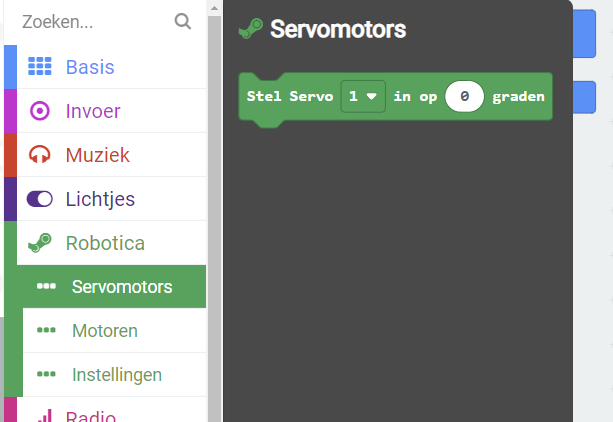 Zoeken...
Basis
Invoer
Muziek
Lichtjes
Robotica
Servomotors
Motoren
Instellingen
Radio
Servomotors
Stel Servo 1 in op 0 graden